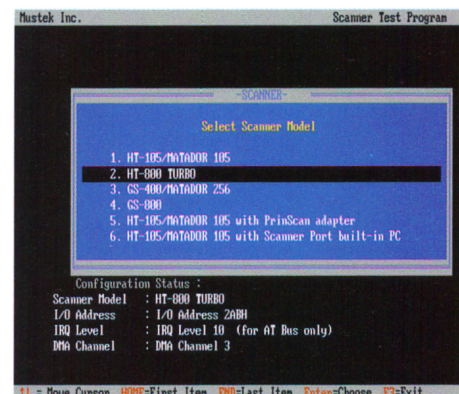 Mustek Inc. Scanner Test Program
-SCANNER-
Select Scanner Model
1. HT-105/MATADOR 105
2. HT-800 TURBO
3. GS-400/MATADOR 256
4. GS-800
5. HT-105/MATADOR 105 with PrinScan adapter
6. HT-105/MATADOR 105 with Scanner Port built-in PC
Configuration Status :
Scanner Model : HT-800 TURBO
I/O Address : I/O Address 2ABH
IRQ Level : IRQ Level 10 (for AT Bus only)
DMA Channel : DMA Channel 3
↑↓ = Move Cursor HOME=First Item END=Last Item Enter=Choose F3=Exit